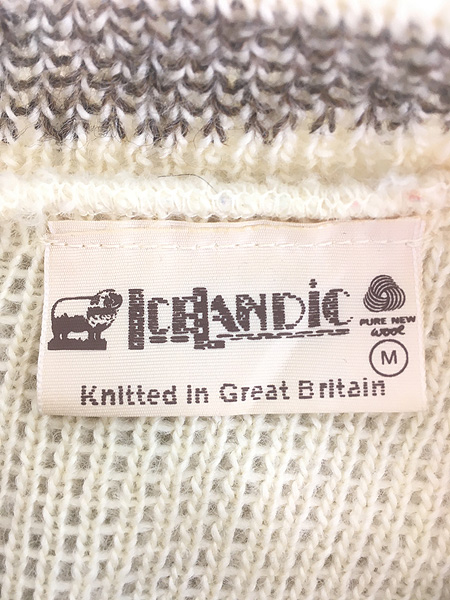 IceLandic
PURE NEW
wool
M
Knitted in Great Britain